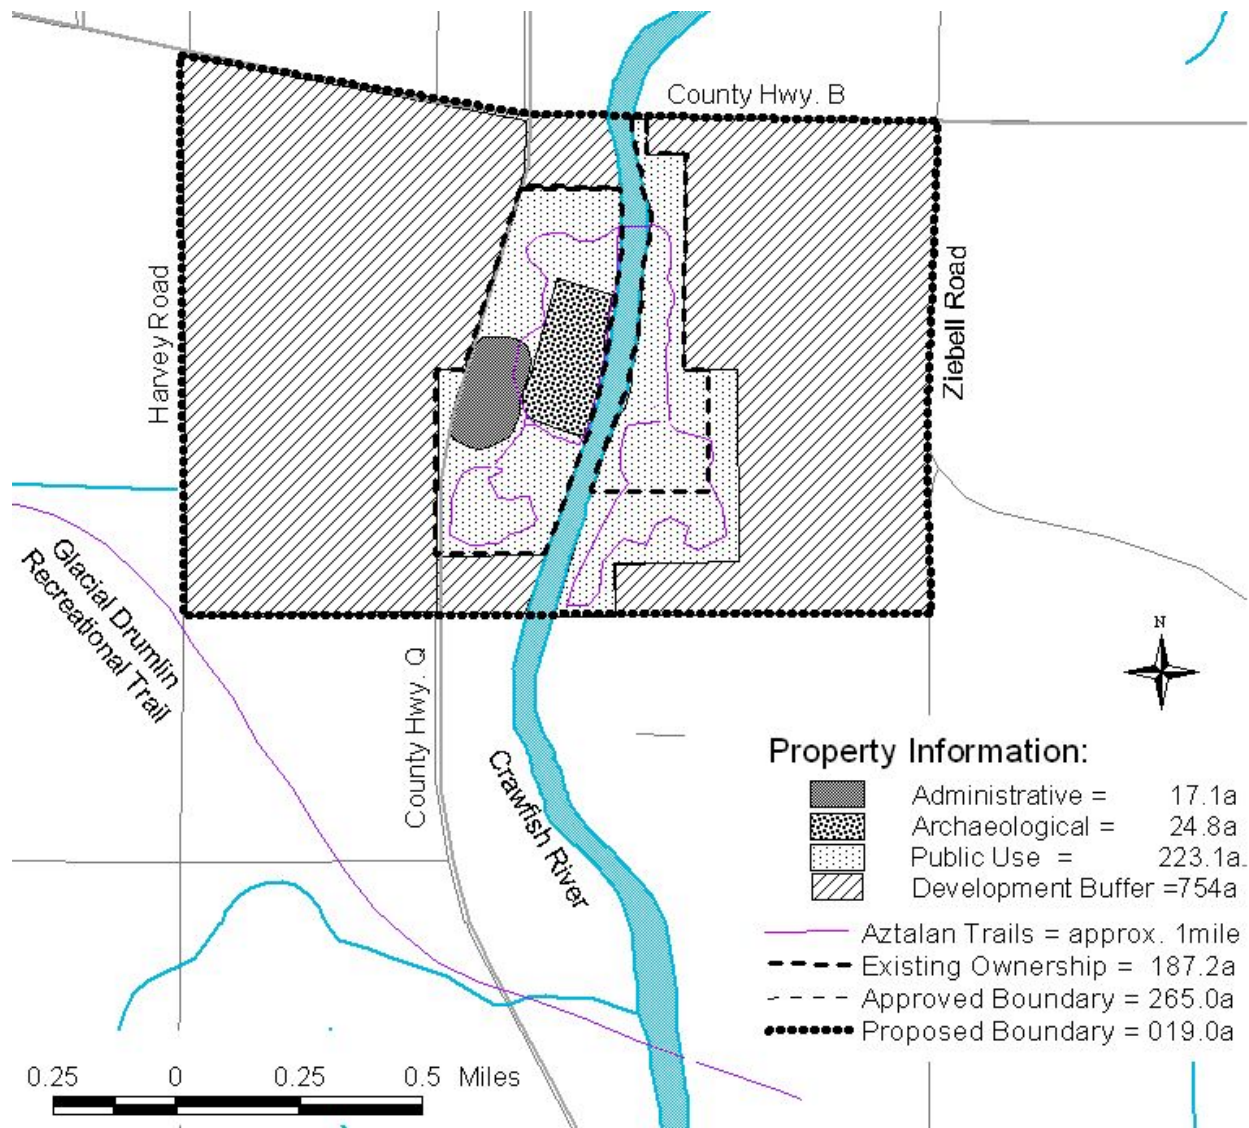 County Hwy. B
Harvey Road
Ziebell Road
Glacial Drumlin
Recreational Trail
County Hwy. Q
Crawfish River
N
Property Information:
Administrative = 17.1a
Archaeological = 24.8a
Public Use = 223.1a.
Development Buffer =754a
Aztalan Trails = approx. 1mile
Existing Ownership = 187.2a
Approved Boundary = 265.0a
Proposed Boundary = 019.0a
0.25 0 0.25 0.5 Miles